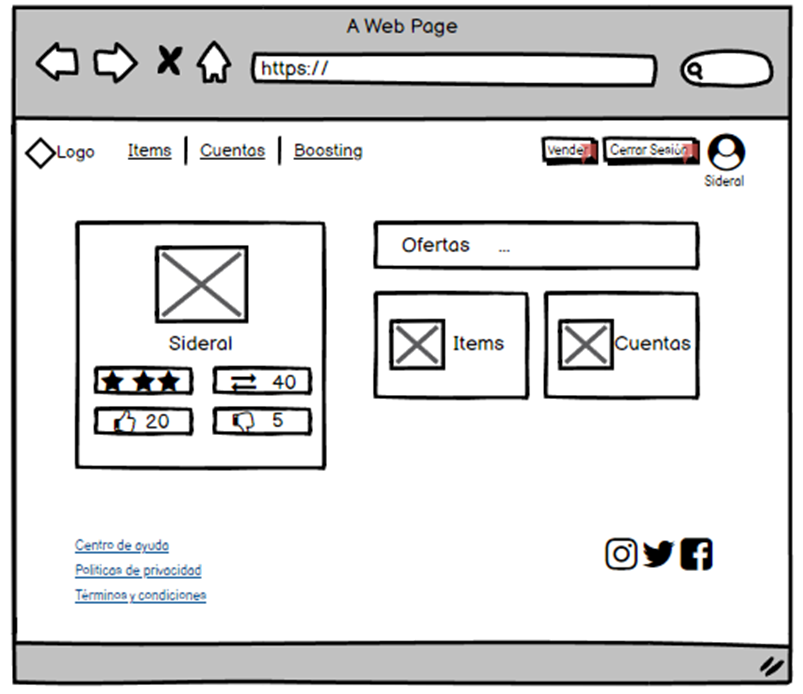 A Web Page
https://
Logo Items Cuentas Boosting Vender Cerrar Sesión
Sideral
Ofertas ...
Sideral
Items Cuentas
40
20 5
Centro de ayuda
Politicas de privacidad
Términos y condiciones